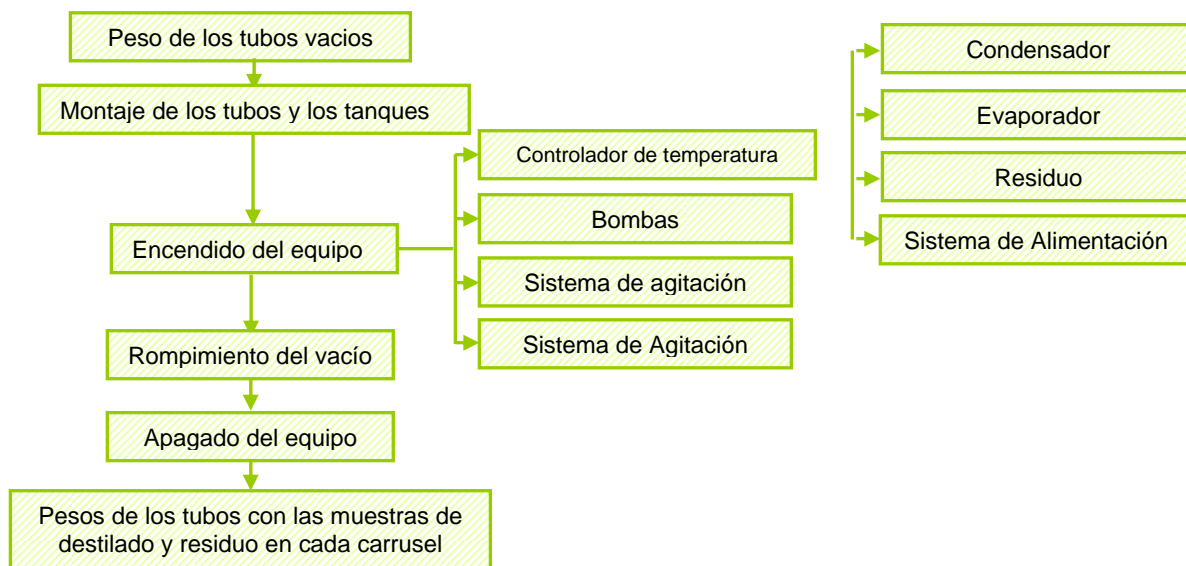 Peso de los tubos vacios
Montaje de los tubos y los tanques
Encendido del equipo
Rompimiento del vacío
Apagado del equipo
Pesos de los tubos con las muestras de
destilado y residuo en cada carrusel
Controlador de temperatura
Bombas
Sistema de agitación
Sistema de Agitación
Condensador
Evaporador
Residuo
Sistema de Alimentación